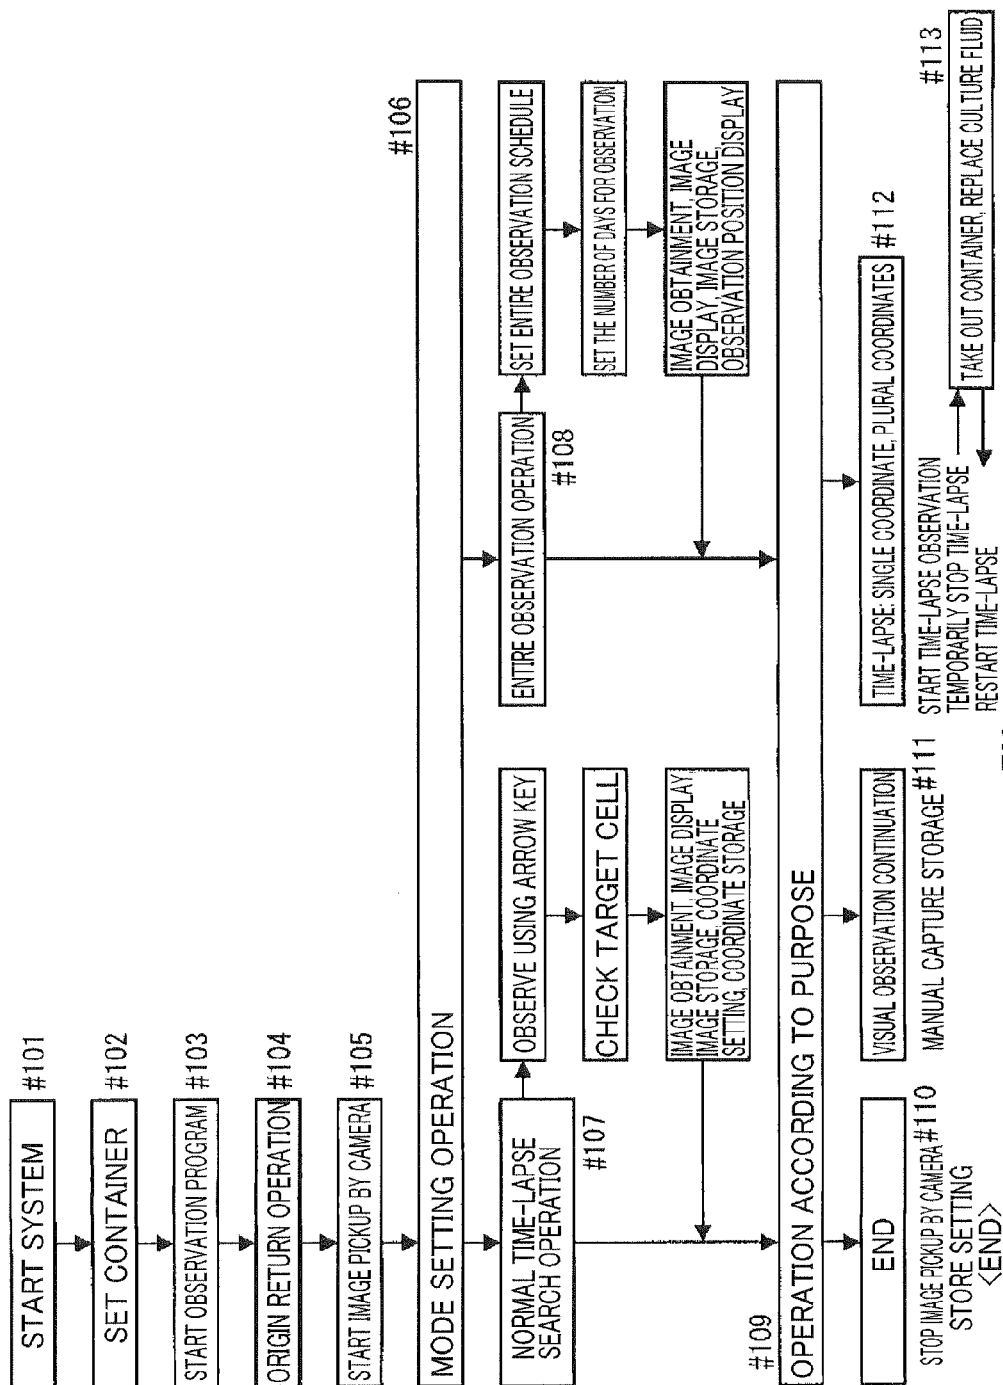 START SYSTEM
#101
SET CONTAINER
#102
START OBSERVATION PROGRAM
#103
ORIGIN RETURN OPERATION
#104
START IMAGE PICKUP BY CAMERA
#105
MODE SETTING OPERATION
#106
NORMAL TIME-LAPSE
SEARCH OPERATION
#107
OBSERVE USING ARROW KEY
CHECK TARGET CELL
IMAGE OBTAINMENT, IMAGE DISPLAY
IMAGE STORAGE, COORDINATE
SETTING, COORDINATE STORAGE
ENTIRE OBSERVATION OPERATION
#108
SET ENTIRE OBSERVATION SCHEDULE
SET THE NUMBER OF DAYS FOR OBSERVATION
IMAGE OBTAINMENT, IMAGE
DISPLAY, IMAGE STORAGE,
OBSERVATION POSITION DISPLAY
#109
OPERATION ACCORDING TO PURPOSE
END
STOP IMAGE PICKUP BY CAMERA #110
STORE SETTING
<END>
VISUAL OBSERVATION CONTINUATION
MANUAL CAPTURE STORAGE #111
TIME-LAPSE: SINGLE COORDINATE, PLURAL COORDINATES
#112
START TIME-LAPSE OBSERVATION
TEMPORARILY STOP TIME-LAPSE
RESTART TIME-LAPSE
#113
TAKE OUT CONTAINER, REPLACE CULTURE FLUID